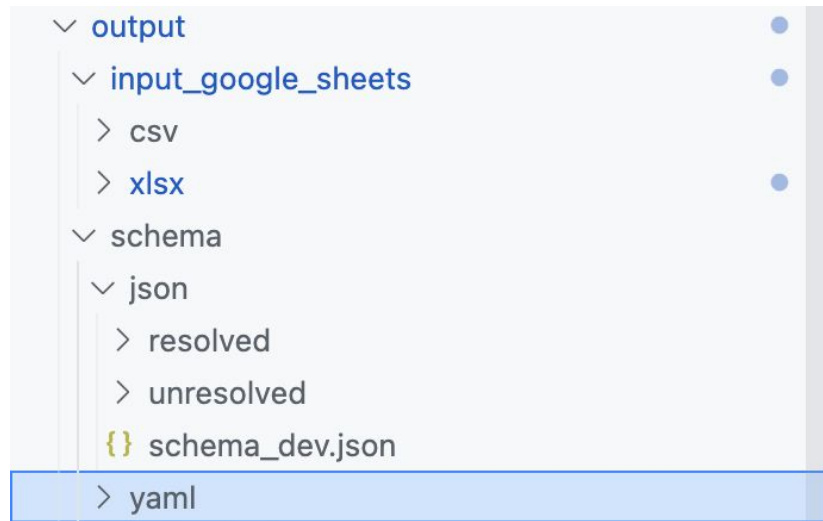 output
input_google_sheets
csv
xlsx
schema
json
resolved
unresolved
{} schema_dev.json
yaml